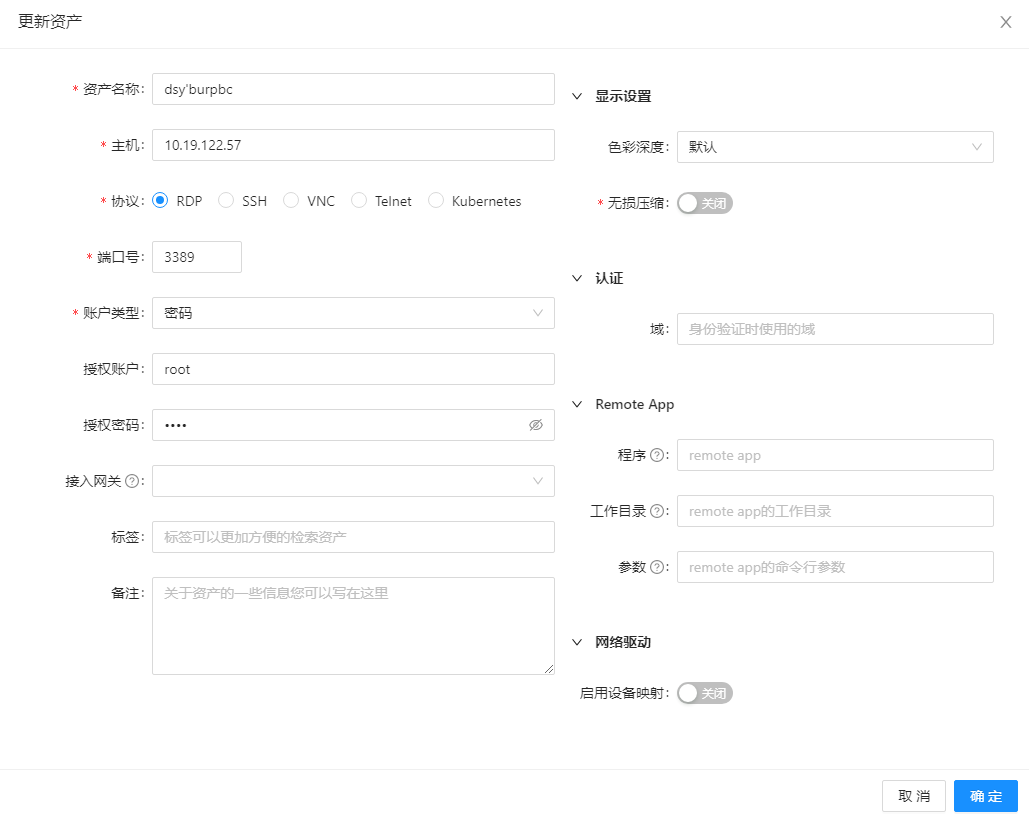 更新资产
* 资产名称: dsy'burpbc
* 主机: 10.19.122.57
* 协议: RDP SSH VNC Telnet Kubernetes
* 端口号: 3389
* 账户类型: 密码
授权账户: root
授权密码: ••••
接入网关 ?:
标签: 标签可以更加方便的检索资产
备注: 关于资产的一些信息您可以写在这里
显示设置
色彩深度: 默认
* 无损压缩: 关闭
认证
域: 身份验证时使用的域
Remote App
程序 ?: remote app
工作目录 ?: remote app的工作目录
参数 ?: remote app的命令行参数
网络驱动
启用设备映射: 关闭
取 消
确 定